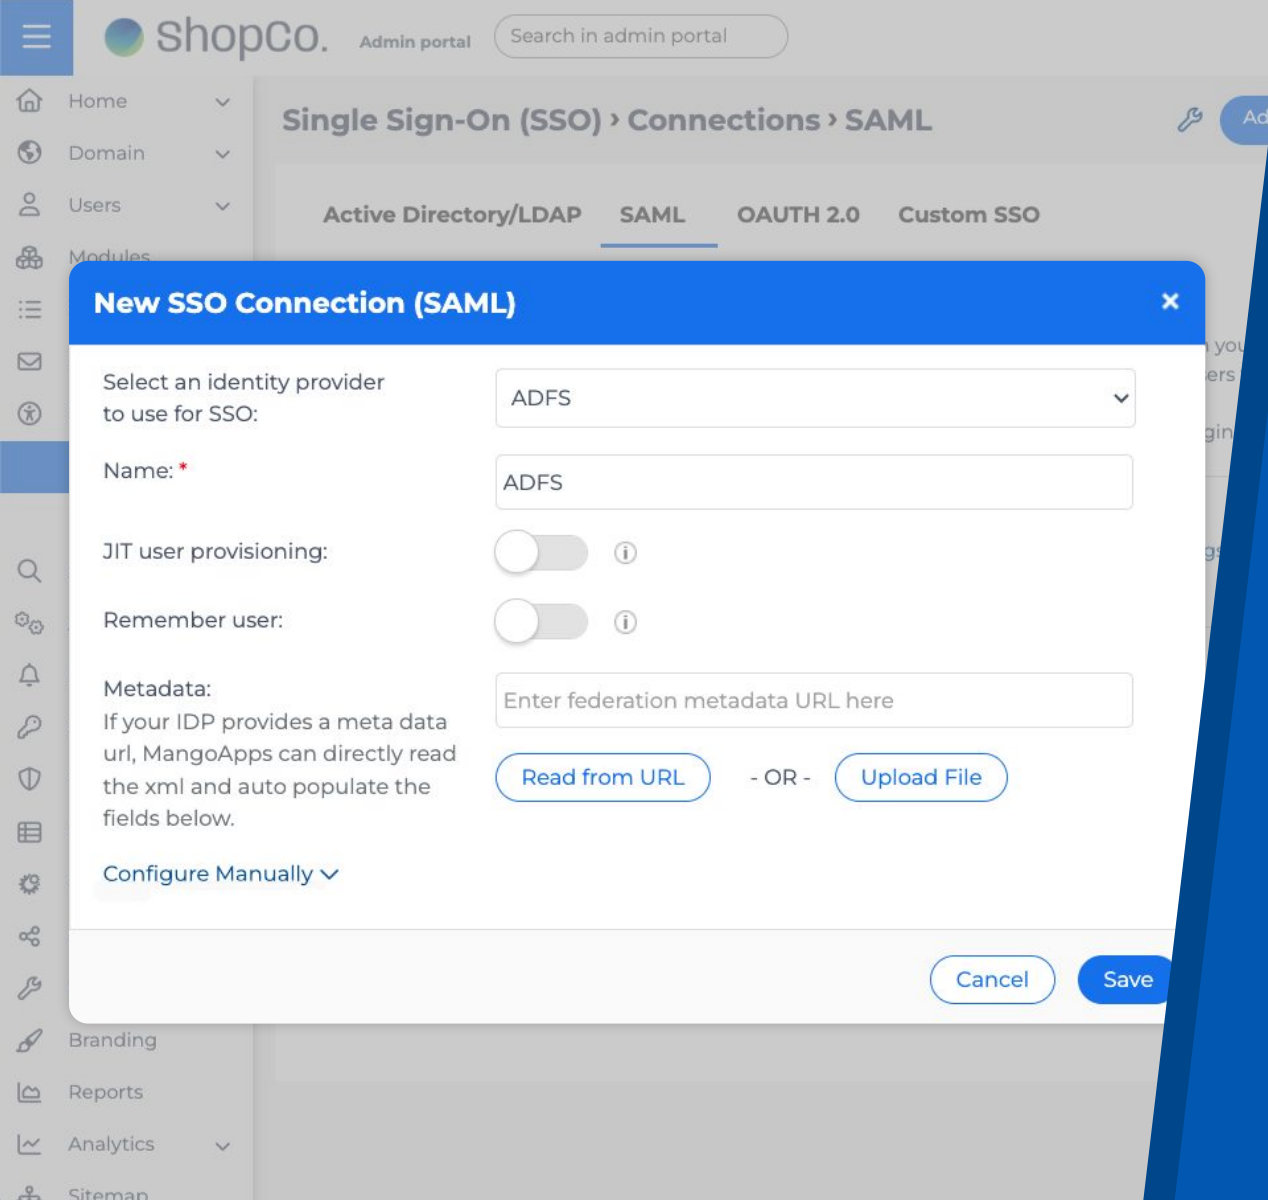 ShopCo.
Admin portal
Search in admin portal
Home
Domain
Users
Modules
Single Sign-On (SSO) › Connections › SAML
Ad
Active Directory/LDAP
SAML
OAUTH 2.0
Custom SSO
New SSO Connection (SAML)
Select an identity provider
to use for SSO:
ADFS
Name: *
ADFS
JIT user provisioning:
Remember user:
Metadata:
If your IDP provides a meta data
url, MangoApps can directly read
the xml and auto populate the
fields below.
Enter federation metadata URL here
Read from URL
- OR -
Upload File
Configure Manually
Cancel
Save
Branding
Reports
Analytics
Sitemap